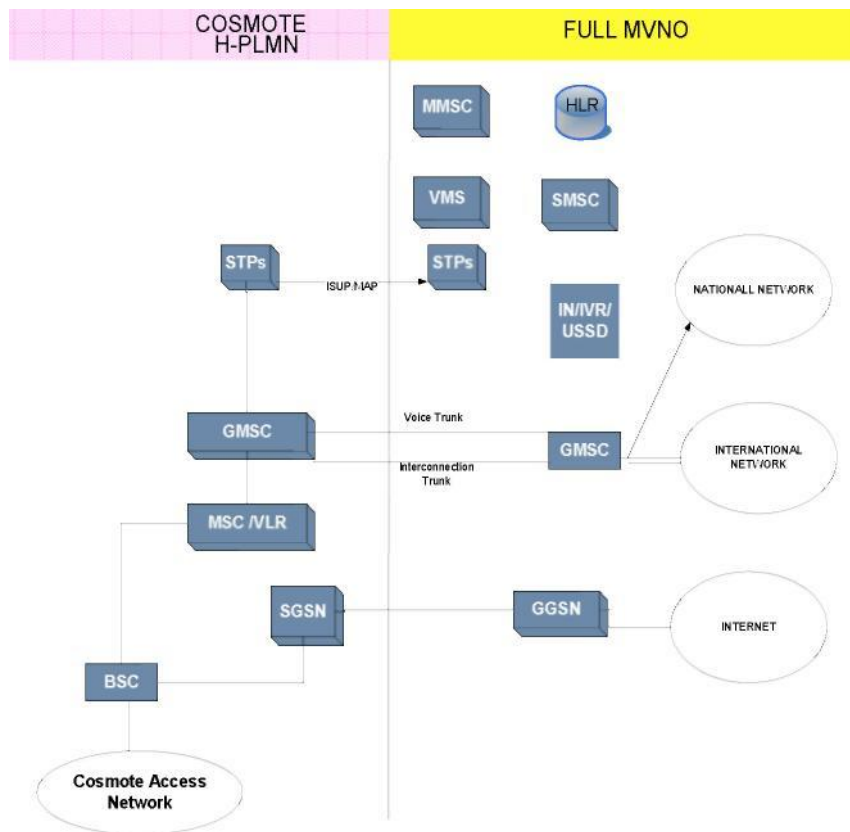 COSMOTE
H-PLMN
FULL MVNO
MMSC
HLR
VMS
SMSC
STPs
ISUP/MAP
STPs
NATIONALL NETWORK
IN/IVR/
USSD
GMSC
Voice Trunk
Interconnection
Trunk
GMSC
INTERNATIONAL
NETWORK
MSC /VLR
SGSN
GGSN
INTERNET
BSC
Cosmote Access
Network